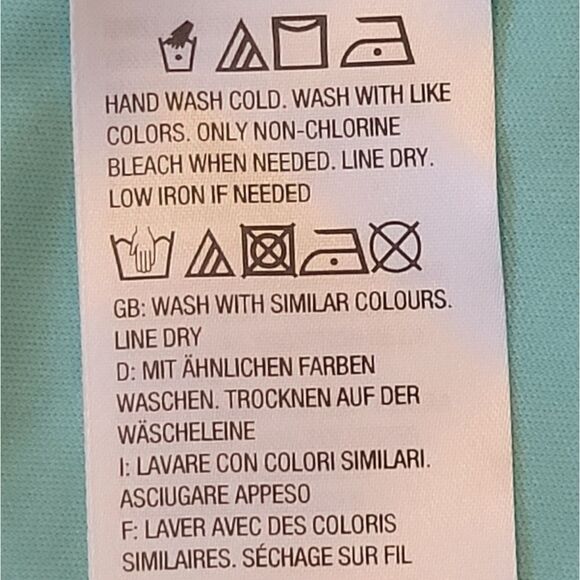 HAND WASH COLD. WASH WITH LIKE
COLORS. ONLY NON-CHLORINE
BLEACH WHEN NEEDED. LINE DRY.
LOW IRON IF NEEDED
GB: WASH WITH SIMILAR COLOURS.
LINE DRY
D: MIT ÄHNLICHEN FARBEN
WASCHEN. TROCKNEN AUF DER
WÄSCHELEINE
I: LAVARE CON COLORI SIMILARI.
ASCIUGARE APPESO
F: LAVER AVEC DES COLORIS
SIMILAIRES. SÉCHAGE SUR FIL